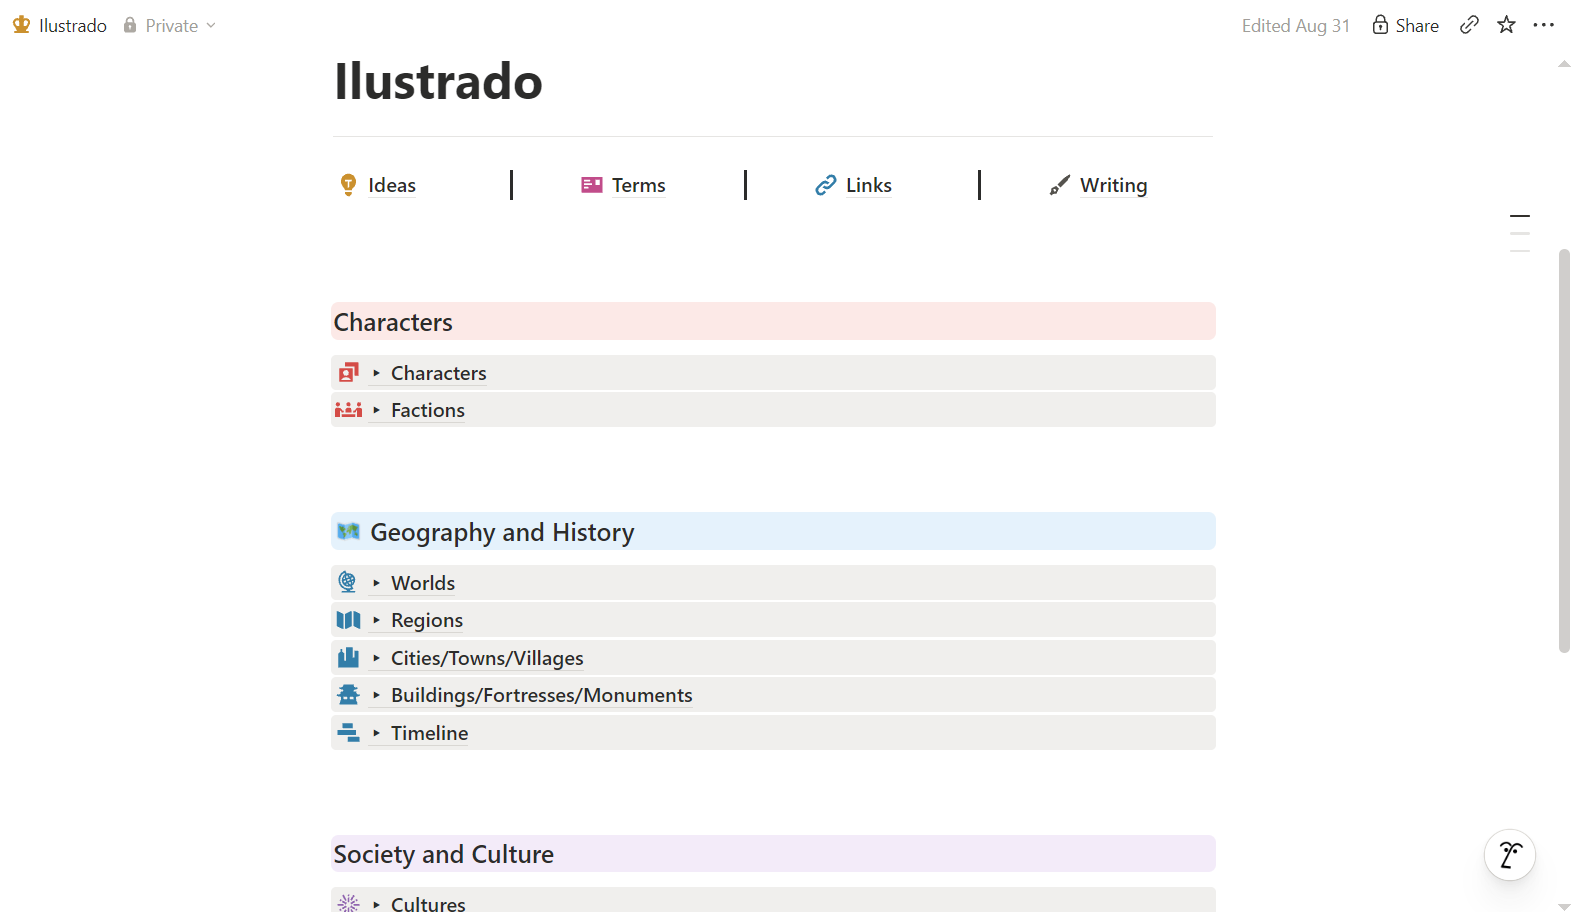 Ilustrado Private Edited Aug 31 Share
Ilustrado
Ideas Terms Links Writing
Characters
Characters
Factions
Geography and History
Worlds
Regions
Cities/Towns/Villages
Buildings/Fortresses/Monuments
Timeline
Society and Culture
Cultures